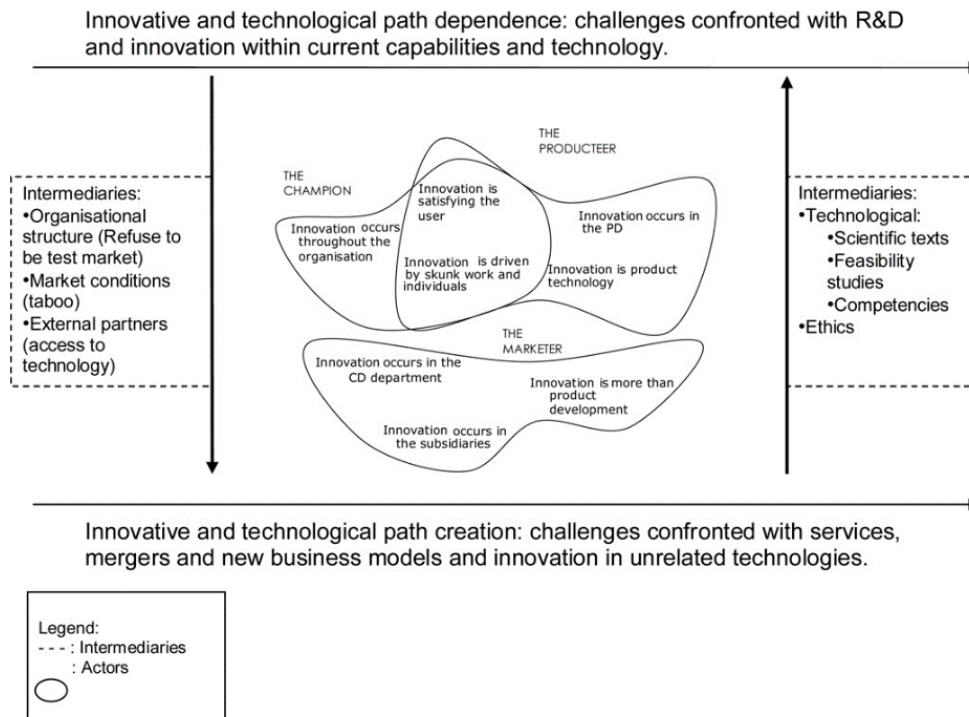 Innovative and technological path dependence: challenges confronted with R&D
and innovation within current capabilities and technology.
THE
PRODUCTEER
THE
CHAMPION
Intermediaries:
•Organisational
structure (Refuse to
be test market)
•Market conditions
(taboo)
•External partners
(access to
technology)
Innovation is
satisfying the
user
Innovation occurs
throughout the
organisation
Innovation is driven
by skunk work and
individuals
Innovation occurs in
the PD
Innovation is product
technology
Intermediaries:
•Technological:
•Scientific texts
•Feasibility
studies
•Competencies
•Ethics
THE
MARKETER
Innovation occurs in the
CD department
Innovation is more than
product
development
Innovation occurs in
the subsidiaries
Innovative and technological path creation: challenges confronted with services,
mergers and new business models and innovation in unrelated technologies.
Legend:
- - - : Intermediaries
: Actors